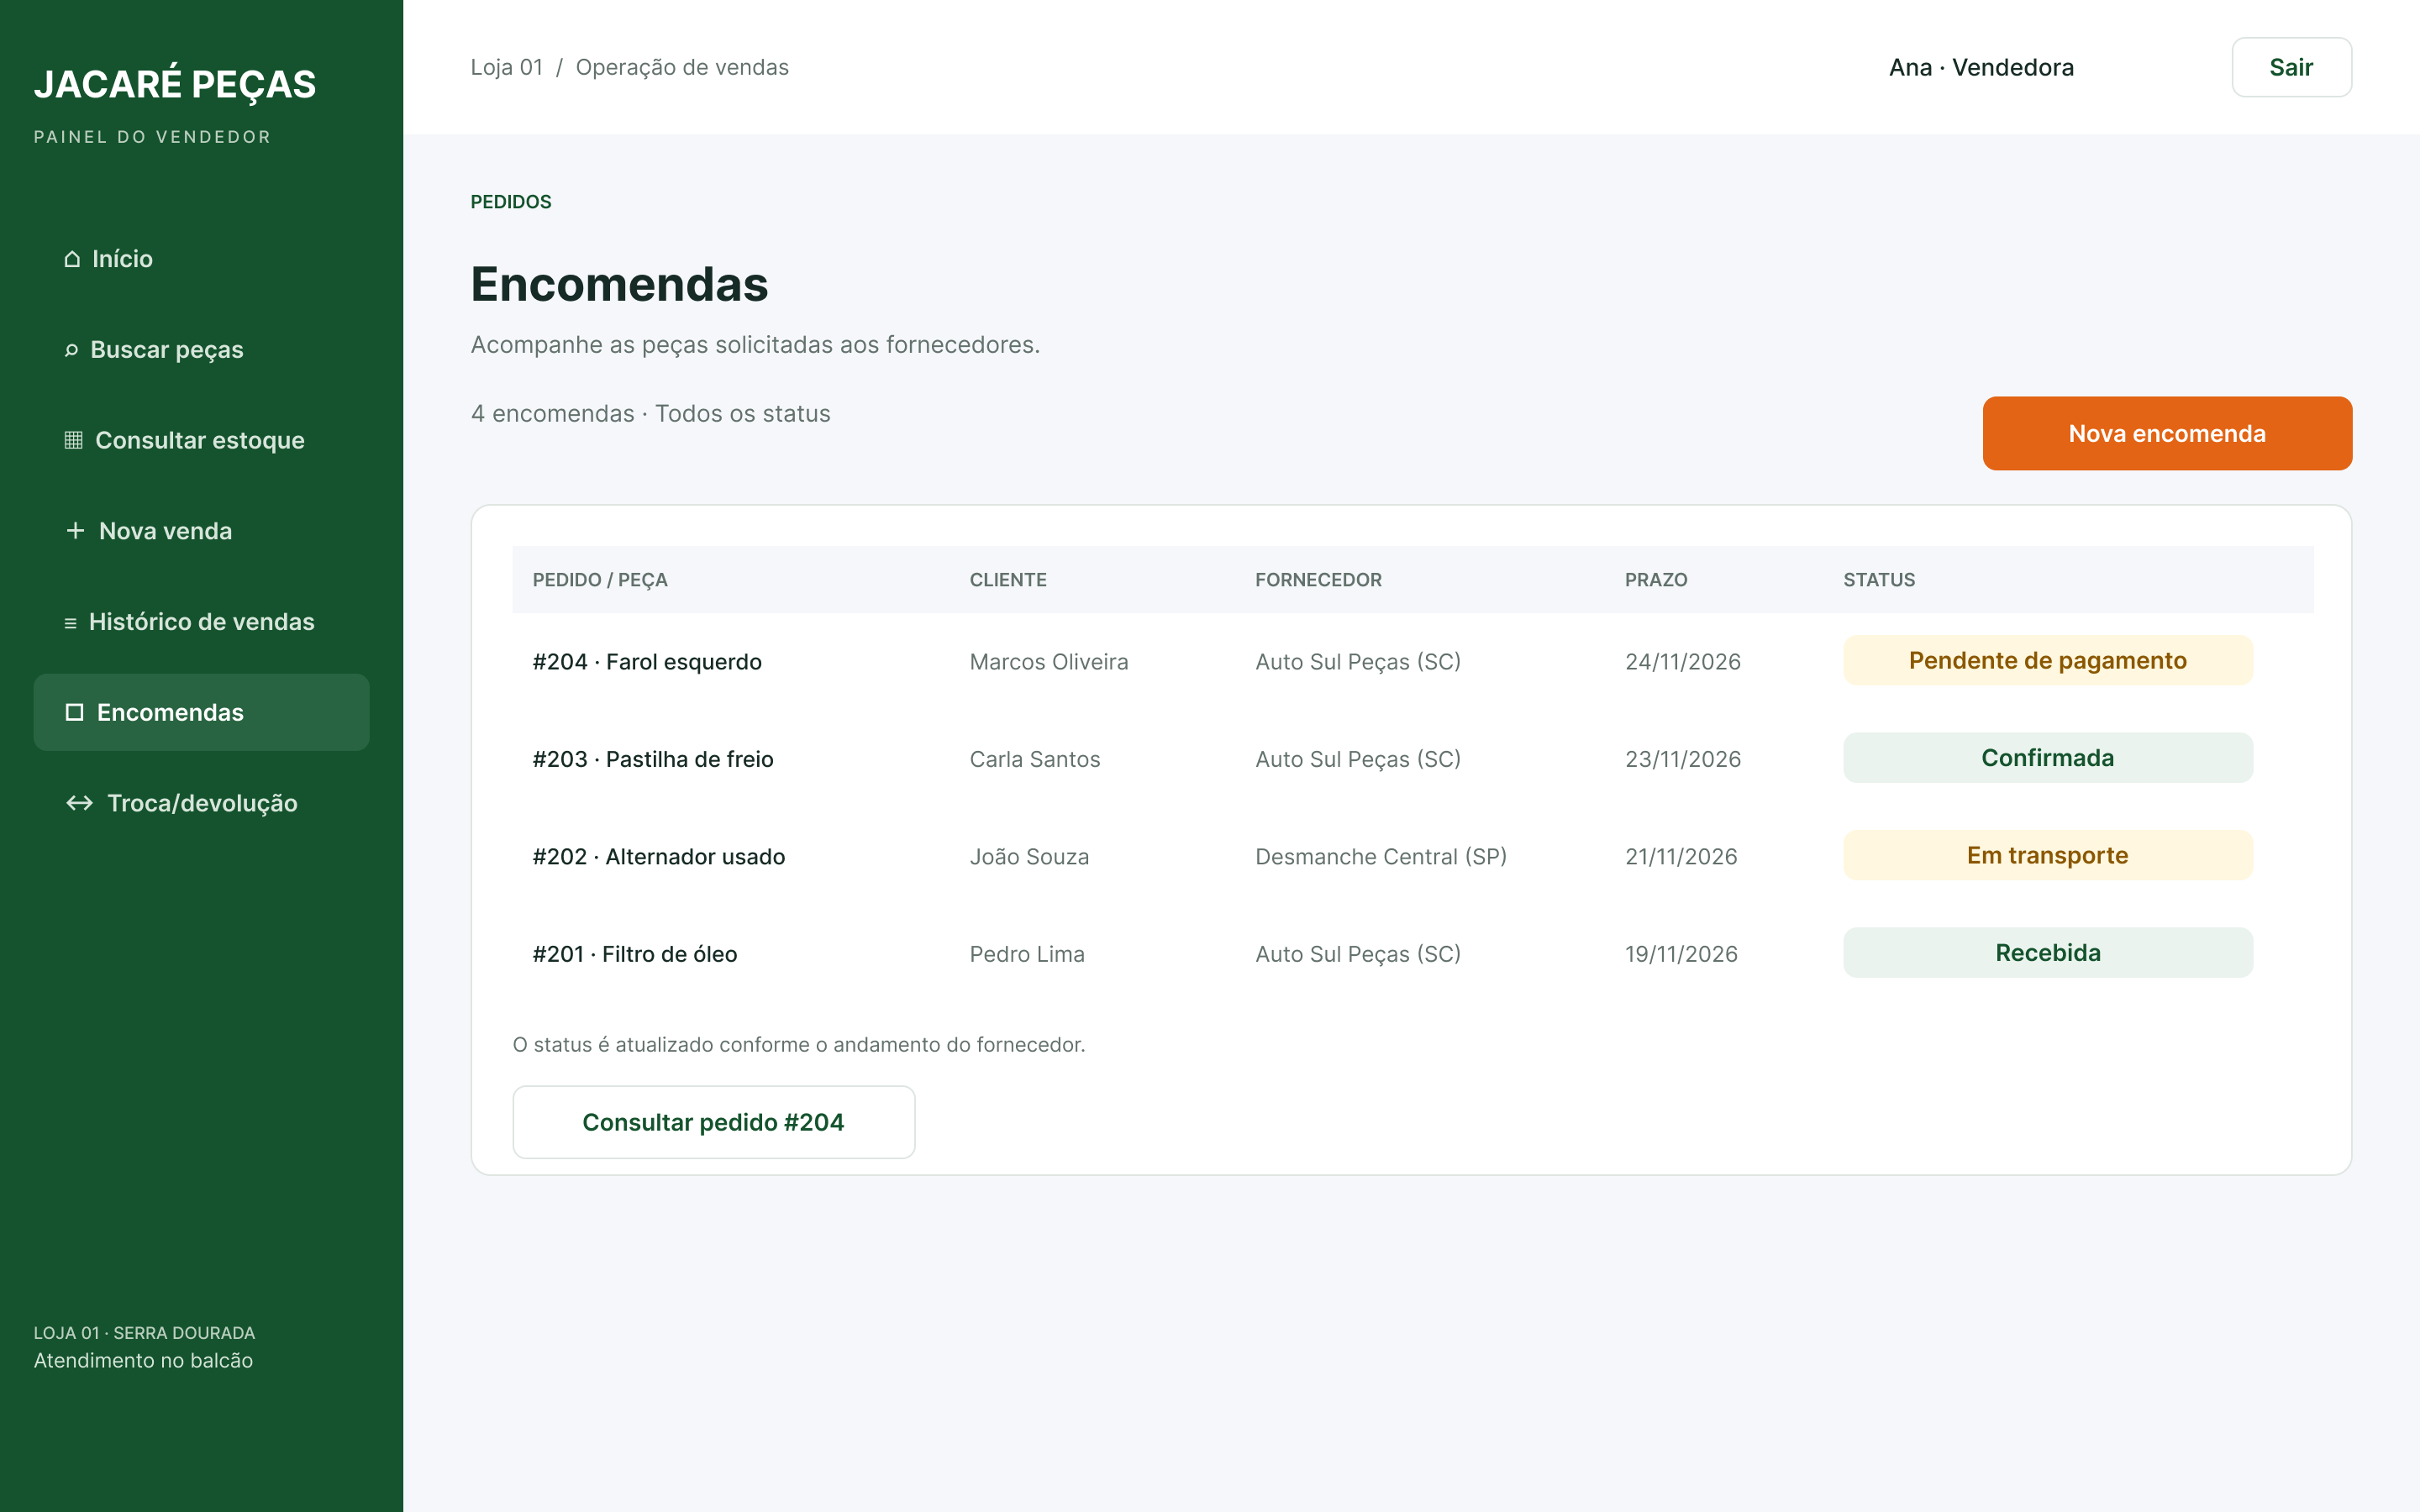 JACARÉ PEÇAS
PAINEL DO VENDEDOR
Início
Buscar peças
Consultar estoque
Nova venda
Histórico de vendas
Encomendas
Troca/devolução
LOJA 01 · SERRA DOURADA
Atendimento no balcão
Loja 01 / Operação de vendas
Ana · Vendedora
Sair
PEDIDOS
Encomendas
Acompanhe as peças solicitadas aos fornecedores.
4 encomendas · Todos os status
Nova encomenda
PEDIDO / PEÇA CLIENTE FORNECEDOR PRAZO STATUS
#204 · Farol esquerdo Marcos Oliveira Auto Sul Peças (SC) 24/11/2026 Pendente de pagamento
#203 · Pastilha de freio Carla Santos Auto Sul Peças (SC) 23/11/2026 Confirmada
#202 · Alternador usado João Souza Desmanche Central (SP) 21/11/2026 Em transporte
#201 · Filtro de óleo Pedro Lima Auto Sul Peças (SC) 19/11/2026 Recebida
O status é atualizado conforme o andamento do fornecedor.
Consultar pedido #204